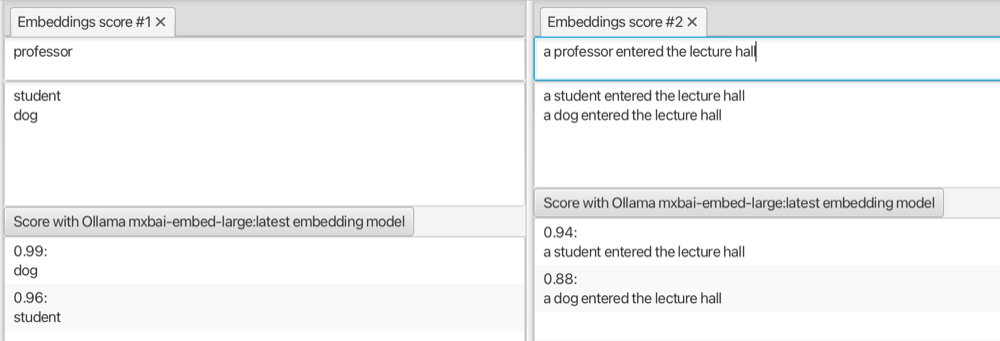 Embeddings score #1 ×
professor
student
dog
Score with Ollama mxbai-embed-large:latest embedding model
0.99:
dog
0.96:
student
Embeddings score #2 ×
a professor entered the lecture hall
a student entered the lecture hall
a dog entered the lecture hall
Score with Ollama mxbai-embed-large:latest embedding model
0.94:
a student entered the lecture hall
0.88:
a dog entered the lecture hall